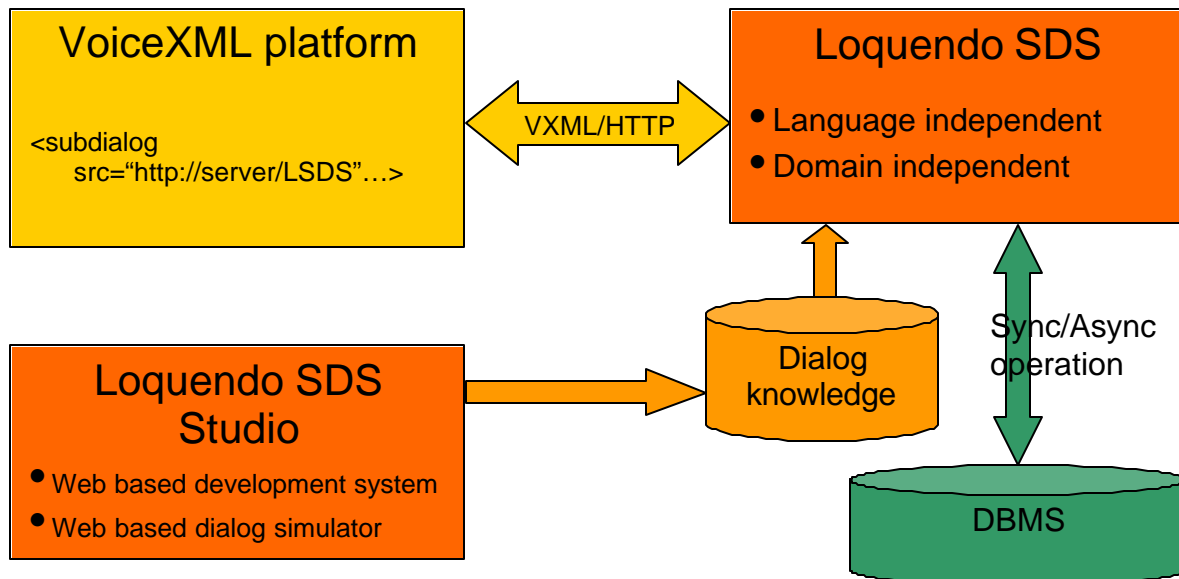 VoiceXML platform
<subdialog
src=“http://server/LSDS”…>
VXML/HTTP
Loquendo SDS
• Language independent
• Domain independent
Sync/Async
operation
Dialog
knowledge
Loquendo SDS
Studio
• Web based development system
• Web based dialog simulator
DBMS